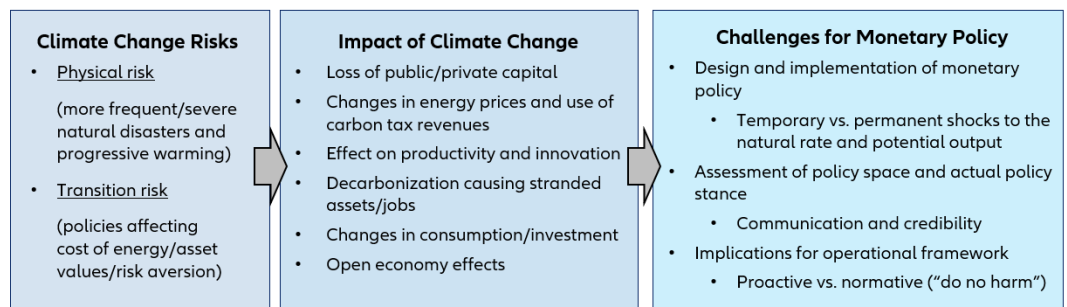 Climate Change Risks
• Physical risk
(more frequent/severe
natural disasters and
progressive warming)
• Transition risk
(policies affecting
cost of energy/asset
values/risk aversion)
Impact of Climate Change
• Loss of public/private capital
• Changes in energy prices and use of
carbon tax revenues
• Effect on productivity and innovation
• Decarbonization causing stranded
assets/jobs
• Changes in consumption/investment
• Open economy effects
Challenges for Monetary Policy
• Design and implementation of monetary
policy
• Temporary vs. permanent shocks to the
natural rate and potential output
• Assessment of policy space and actual policy
stance
• Communication and credibility
• Implications for operational framework
• Proactive vs. normative (“do no harm”)